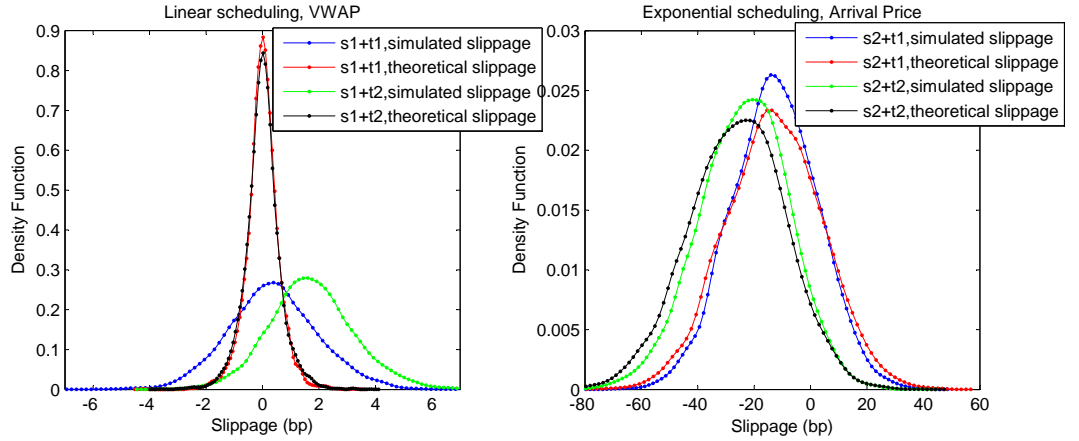 Linear scheduling, VWAP
0.9
0.8
0.7
0.6
0.5
0.4
0.3
0.2
0.1
0
Density Function
-6
-4
-2
0
2
4
6
Slippage (bp)
s1+t1,simulated slippage
s1+t1,theoretical slippage
s1+t2,simulated slippage
s1+t2,theoretical slippage
Exponential scheduling, Arrival Price
0.03
0.025
0.02
0.015
0.01
0.005
0
Density Function
-80
-60
-40
-20
0
20
40
60
Slippage (bp)
s2+t1,simulated slippage
s2+t1,theoretical slippage
s2+t2,simulated slippage
s2+t2,theoretical slippage